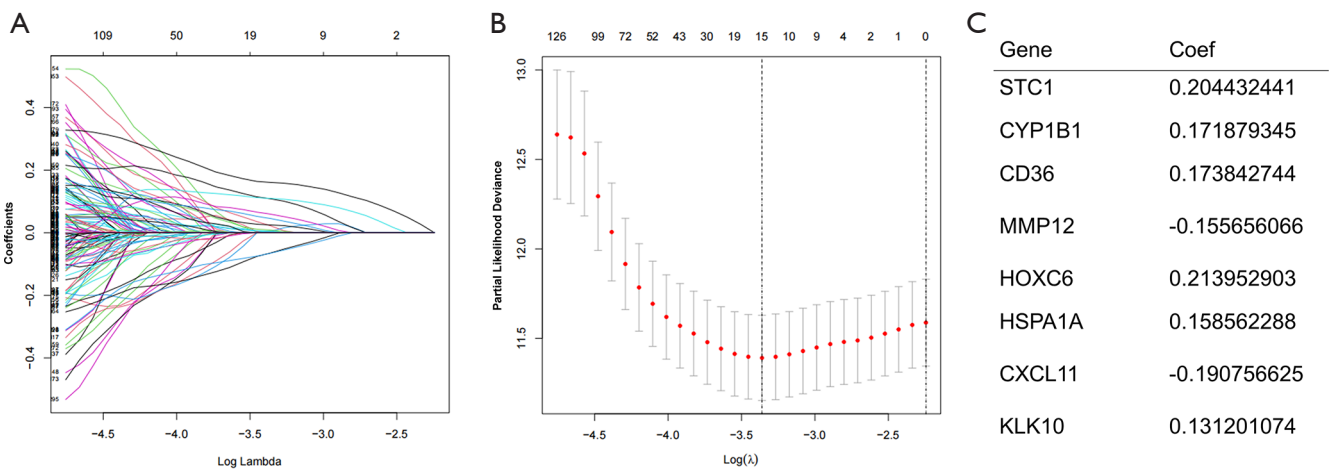 A
109 50 19 9 2
Coefficients
0.4
0.2
0.0
−0.2
−0.4
−4.5 −4.0 −3.5 −3.0 −2.5
Log Lambda
B
126 99 72 52 43 30 19 15 10 9 4 2 1 0
Partial Likelihood Deviance
13.0
12.5
12.0
11.5
−4.5 −4.0 −3.5 −3.0 −2.5
Log(λ)
C
Gene Coef
STC1 0.204432441
CYP1B1 0.171879345
CD36 0.173842744
MMP12 -0.155656066
HOXC6 0.213952903
HSPA1A 0.158562288
CXCL11 -0.190756625
KLK10 0.131201074